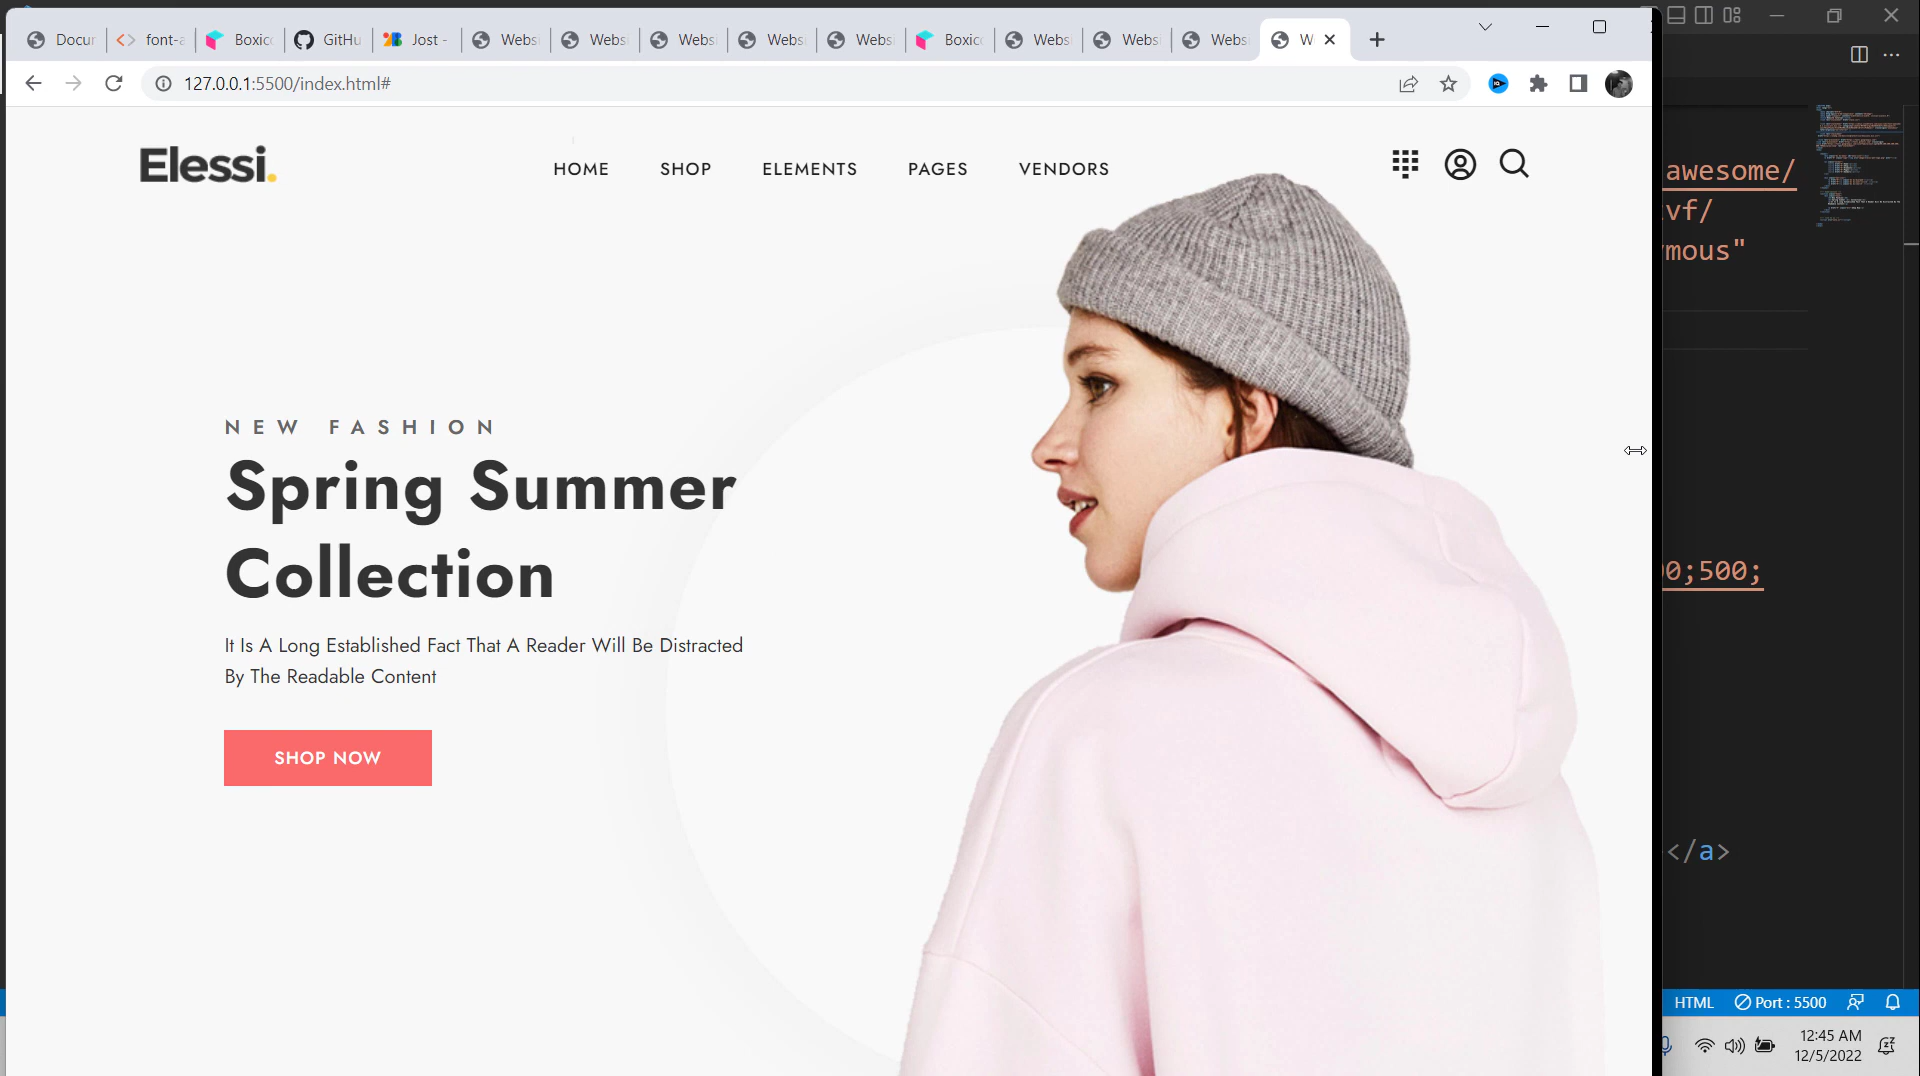 Docur
font-a
Boxico
GitHu
Jost -
Webs
Webs
Webs
Webs
Webs
Boxico
Webs
Webs
Webs
W
127.0.0.1:5500/index.html#
Elessi.
HOME
SHOP
ELEMENTS
PAGES
VENDORS
awesome/
vf/
mous"
NEW FASHION
Spring Summer
Collection
0;500;
It Is A Long Established Fact That A Reader Will Be Distracted
By The Readable Content
SHOP NOW
</a>
HTML
Port : 5500
12:45 AM
12/5/2022